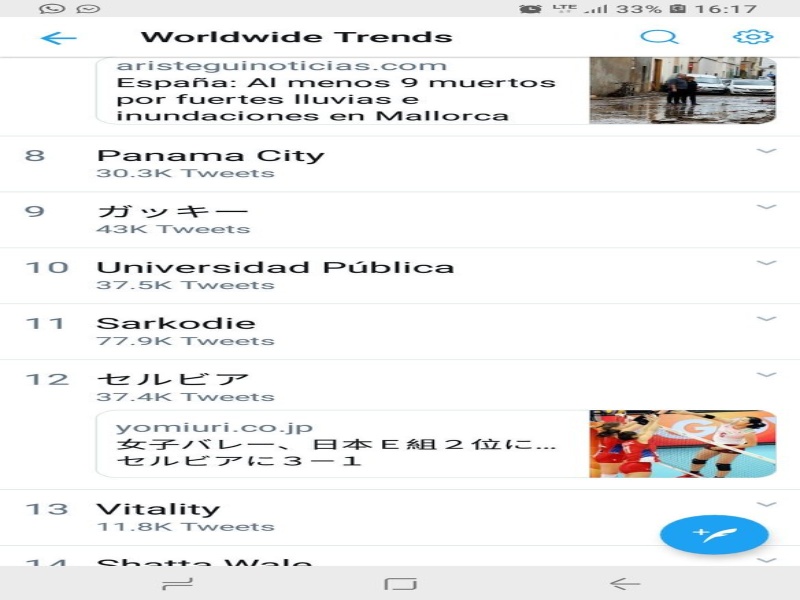 LTE 33% 16:17
Worldwide Trends
aristeguinoticias.com
España: Al menos 9 muertos
por fuertes lluvias e
inundaciones en Mallorca
8 Panama City
30.3K Tweets
9 ガッキー
43K Tweets
10 Universidad Pública
37.5K Tweets
11 Sarkodie
77.9K Tweets
12 セルビア
37.4K Tweets
yomiuri.co.jp
女子バレー、日本E組2位に...
セルビアに3－1
13 Vitality
11.8K Tweets
14 Shatta Wale